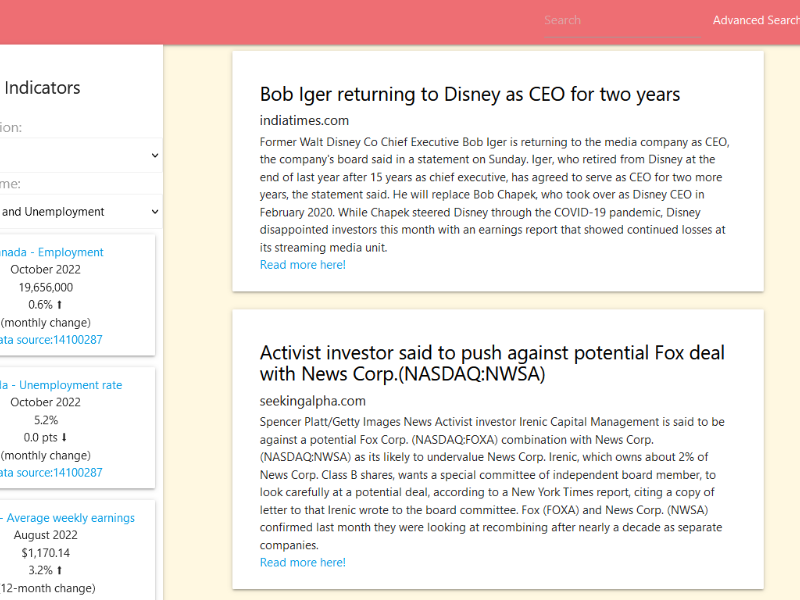 Search
Advanced Search
Indicators
and Unemployment
- Employment
October 2022
19,656,000
0.6% ⬆
(monthly change)
source:14100287
- Unemployment rate
October 2022
5.2%
0.0 pts ⬇
(monthly change)
source:14100287
- Average weekly earnings
August 2022
$1,170.14
3.2% ⬆
12-month change)
Bob Iger returning to Disney as CEO for two years
indiatimes.com
Former Walt Disney Co Chief Executive Bob Iger is returning to the media company as CEO,
the company's board said in a statement on Sunday. Iger, who retired from Disney at the
end of last year after 15 years as chief executive, has agreed to serve as CEO for two more
years, the statement said. He will replace Bob Chapek, who took over as Disney CEO in
February 2020. While Chapek steered Disney through the COVID-19 pandemic, Disney
disappointed investors this month with an earnings report that showed continued losses at
its streaming media unit.
Read more here!
Activist investor said to push against potential Fox deal
with News Corp.(NASDAQ:NWSA)
seekingalpha.com
Spencer Platt/Getty Images News Activist investor Irenic Capital Management is said to be
against a potential Fox Corp. (NASDAQ:FOXA) combination with News Corp.
(NASDAQ:NWSA) as its likely to undervalue News Corp. Irenic, which owns about 2% of
News Corp. Class B shares, wants a special committee of independent board member, to
look carefully at a potential deal, according to a New York Times report, citing a copy of
letter to that Irenic wrote to the board committee. Fox (FOXA) and News Corp. (NWSA)
confirmed last month they were looking at recombining after nearly a decade as separate
companies.
Read more here!